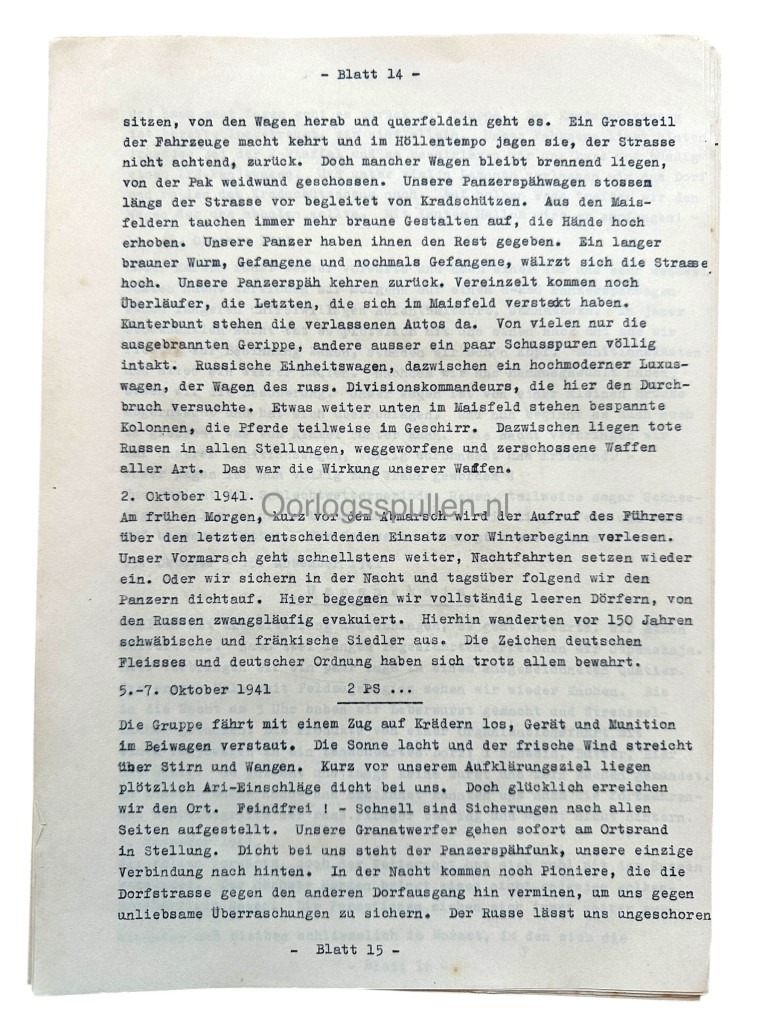 - Blatt 14 -
sitzen, von den Wagen herab und querfeldein geht es. Ein Grossteil
der Fahrzeuge macht kehrt und im Höllentempo jagen sie, der Strasse
nicht achtend, zurück. Doch mancher Wagen bleibt brennend liegen,
von der Pak weidwund geschossen. Unsere Panzerspähwagen stossen
längs der Strasse vor begleitet von Kradschützen. Aus den Mais-
feldern tauchen immer mehr braune Gestalten auf, die Hände hoch
erhoben. Unsere Panzer haben ihnen den Rest gegeben. Ein langer
brauner Wurm, Gefangene und nochmals Gefangene, wälzt sich die Strasse
hoch. Unsere Panzerspäh kehren zurück. Vereinzelt kommen noch
Überläufer, die Letzten, die sich im Maisfeld verstekt haben.
Kunterbunt stehen die verlassenen Autos da. Von vielen nur die
ausgebrannten Gerippe, andere ausser ein paar Schusspuren völlig
intakt. Russische Einheitswagen, dazwischen ein hochmoderner Luxus-
wagen, der Wagen des russ. Divisionskommandeurs, die hier den Durch-
bruch versuchte. Etwas weiter unten im Maisfeld stehen bespannte
Kolonnen, die Pferde teilweise im Geschirr. Dazwischen liegen tote
Russen in allen Stellungen, weggeworfene und zerschossene Waffen
aller Art. Das war die Wirkung unserer Waffen.
2. Oktober 1941.
Oorlogsspullen.nl
Am frühen Morgen, kurz vor dem Abmarsch wird der Aufruf des Führers
über den letzten entscheidenden Einsatz vor Winterbeginn verlesen.
Unser Vormarsch geht schnellstens weiter, Nachtfahrten setzen wieder
ein. Oder wir sichern in der Nacht und tagsüber folgend wir den
Panzern dichtauf. Hier begegnen wir vollständig leeren Dörfern, von
den Russen zwangsläufig evakuiert. Hierhin wanderten vor 150 Jahren
schwäbische und fränkische Siedler aus. Die Zeichen deutschen
Fleisses und deutscher Ordnung haben sich trotz allem bewahrt.
5.-7. Oktober 1941 2 PS ...
Die Gruppe fährt mit einem Zug auf Krädern los, Gerät und Munition
im Beiwagen verstaut. Die Sonne lacht und der frische Wind streicht
über Stirn und Wangen. Kurz vor unserem Aufklärungsziel liegen
plötzlich Ari-Einschläge dicht bei uns. Doch glücklich erreichen
wir den Ort. Feindfrei ! - Schnell sind Sicherungen nach allen
Seiten aufgestellt. Unsere Granatwerfer gehen sofort am Ortsrand
in Stellung. Dicht bei uns steht der Panzerspähfunk, unsere einzige
Verbindung nach hinten. In der Nacht kommen noch Pioniere, die die
Dorfstrasse gegen den anderen Dorfausgang hin verminen, um uns gegen
unliebsame Überraschungen zu sichern. Der Russe lässt uns ungeschoren
- Blatt 15 -